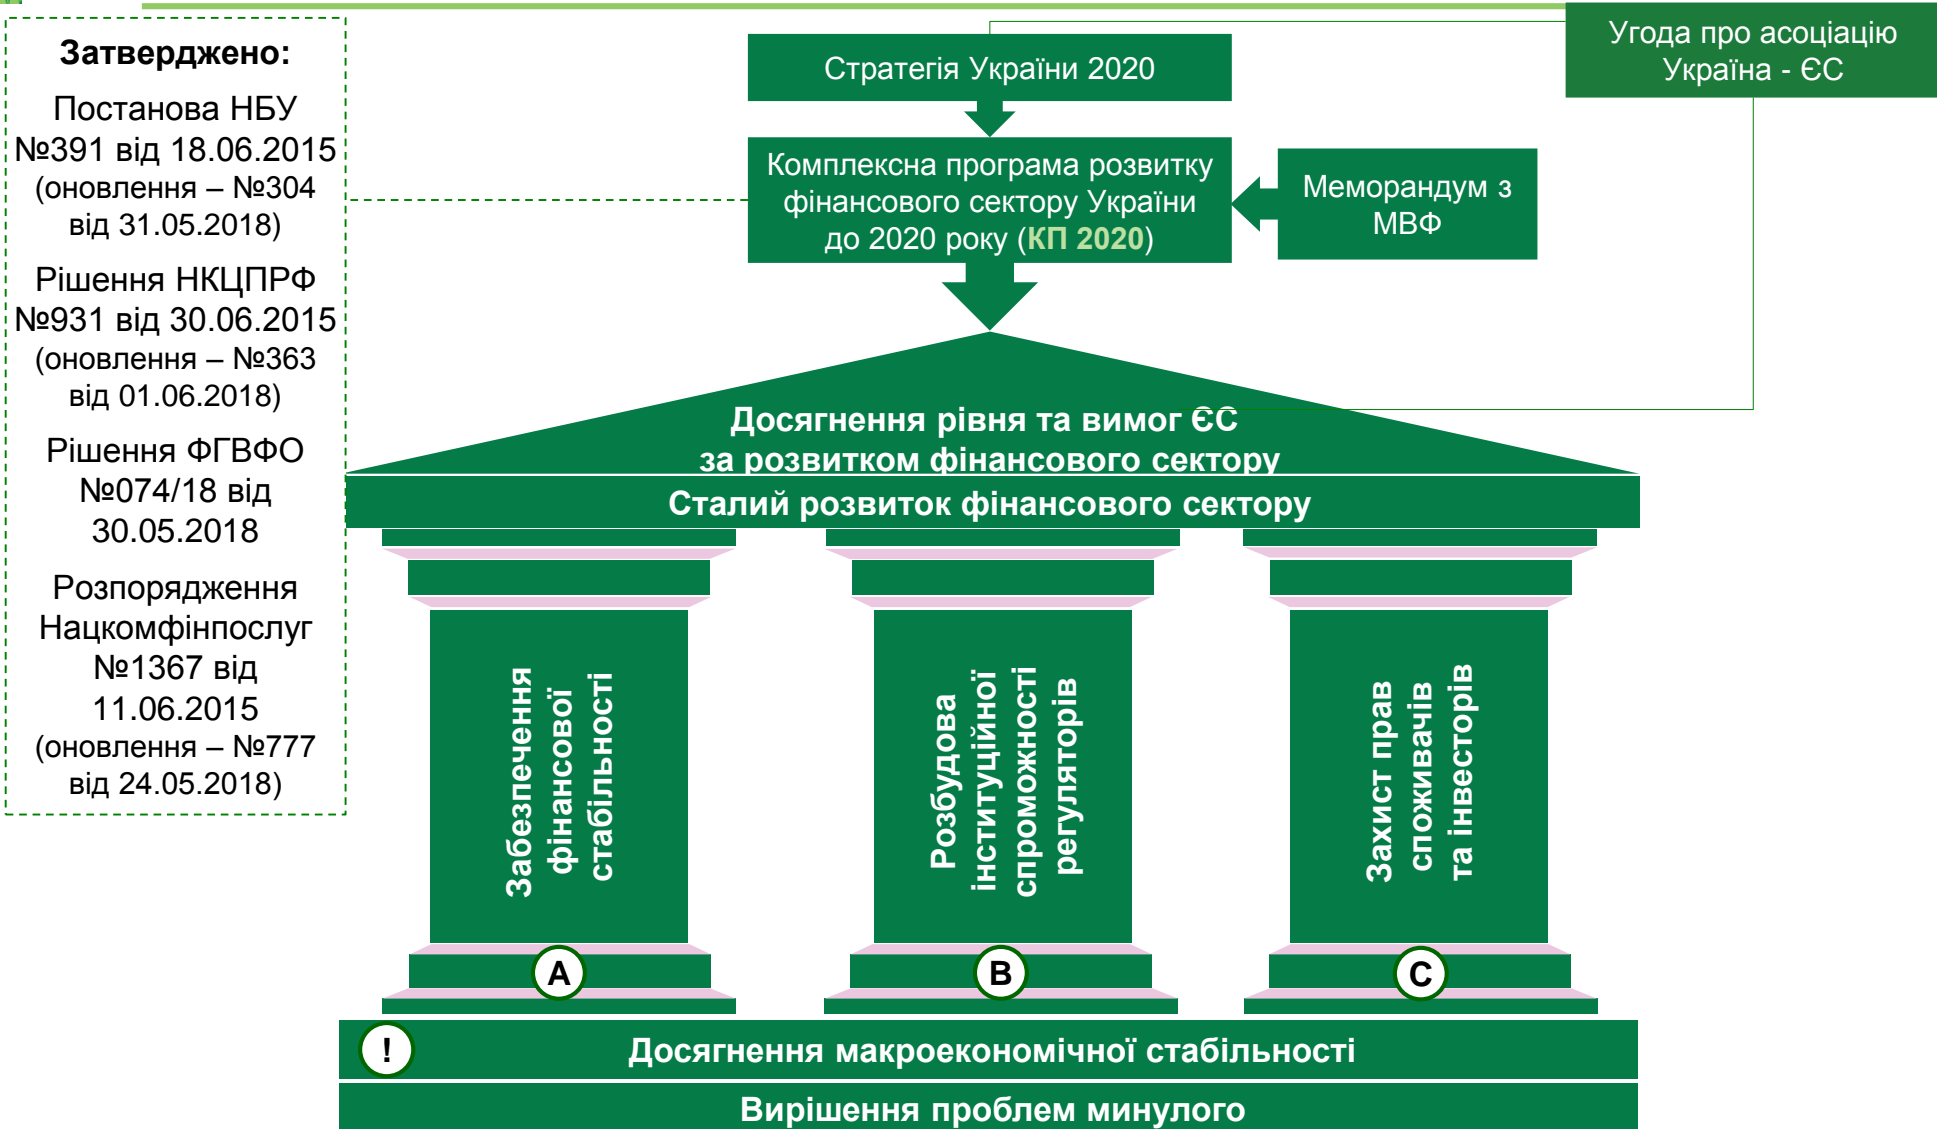 Затверджено:
Постанова НБУ
№391 від 18.06.2015
(оновлення – №304
від 31.05.2018)
Рішення НКЦПРФ
№931 від 30.06.2015
(оновлення – №363
від 01.06.2018)
Рішення ФГВФО
№074/18 від
30.05.2018
Розпорядження
Нацкомфінпослуг
№1367 від
11.06.2015
(оновлення – №777
від 24.05.2018)
Стратегія України 2020
Угода про асоціацію
Україна - ЄС
Комплексна програма розвитку
фінансового сектору України
до 2020 року (КП 2020)
Меморандум з
МВФ
Досягнення рівня та вимог ЄС
за розвитком фінансового сектору
Сталий розвиток фінансового сектору
Забезпечення
фінансової
стабільності
Розбудова
інституційної
спроможності
регуляторів
Захист прав
споживачів
та інвесторів
A
B
C
!
Досягнення макроекономічної стабільності
Вирішення проблем минулого